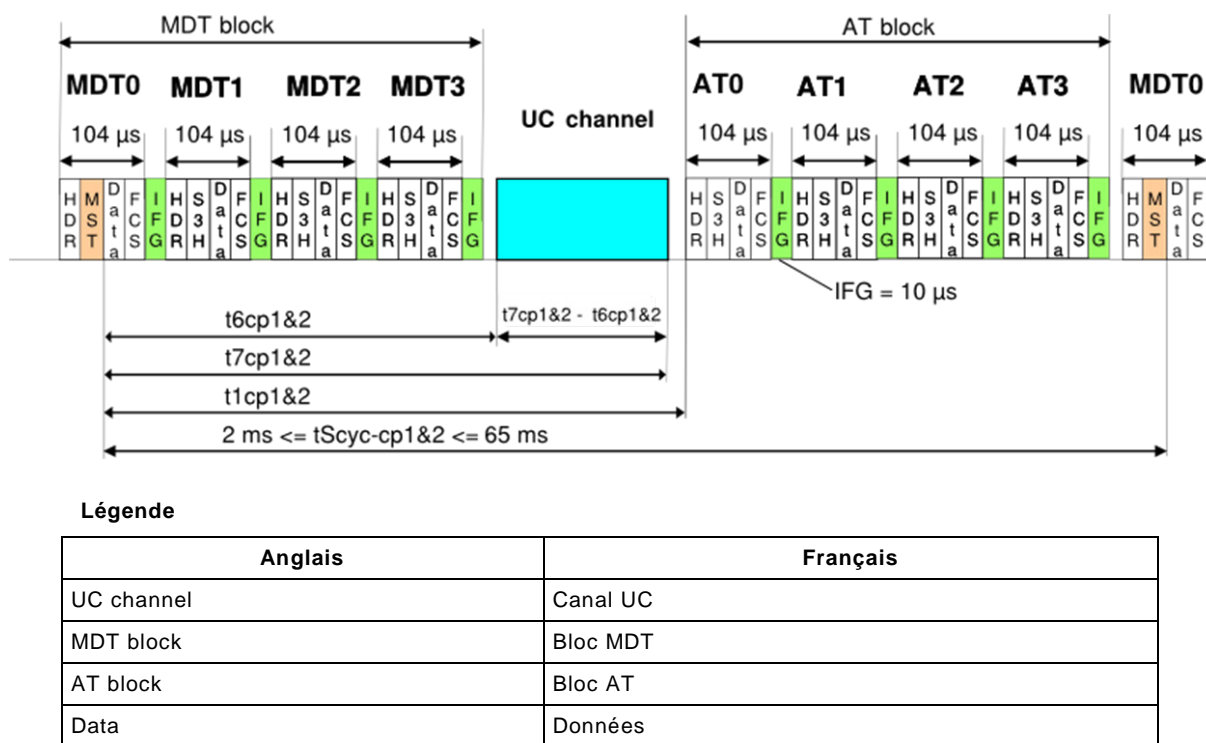 MDT block
AT block
MDT0 MDT1 MDT2 MDT3 UC channel AT0 AT1 AT2 AT3 MDT0
104 µs 104 µs 104 µs 104 µs 104 µs 104 µs 104 µs 104 µs 104 µs
HDR MST Data FCS IFG HDR S3H Data FCS IFG HDR S3H Data FCS IFG HDR S3H Data FCS IFG
HDR S3H Data FCS IFG HDR S3H Data FCS IFG HDR S3H Data FCS IFG HDR S3H Data FCS IFG
HDR MST Data FCS
IFG = 10 µs
t6cp1&2
t7cp1&2 - t6cp1&2
t7cp1&2
t1cp1&2
2 ms <= tScyc-cp1&2 <= 65 ms
Légende
Anglais Français
UC channel Canal UC
MDT block Bloc MDT
AT block Bloc AT
Data Données